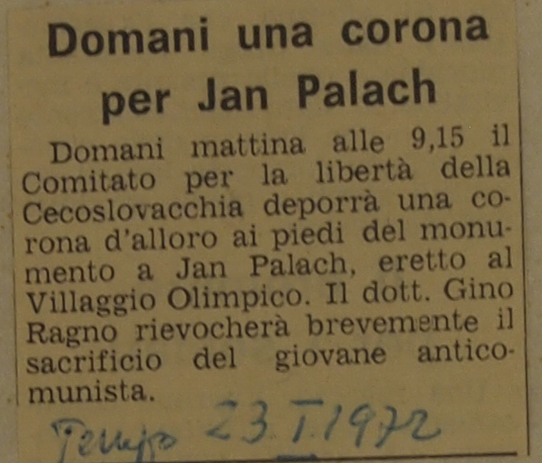 Domani una corona
per Jan Palach
Domani mattina alle 9,15 il
Comitato per la libertà della
Cecoslovacchia deporrà una co-
rona d'alloro ai piedi del monu-
mento a Jan Palach, eretto al
Villaggio Olimpico. Il dott. Gino
Ragno rievocherà brevemente il
sacrificio del giovane antico-
munista.
Tempo 23.I.1972